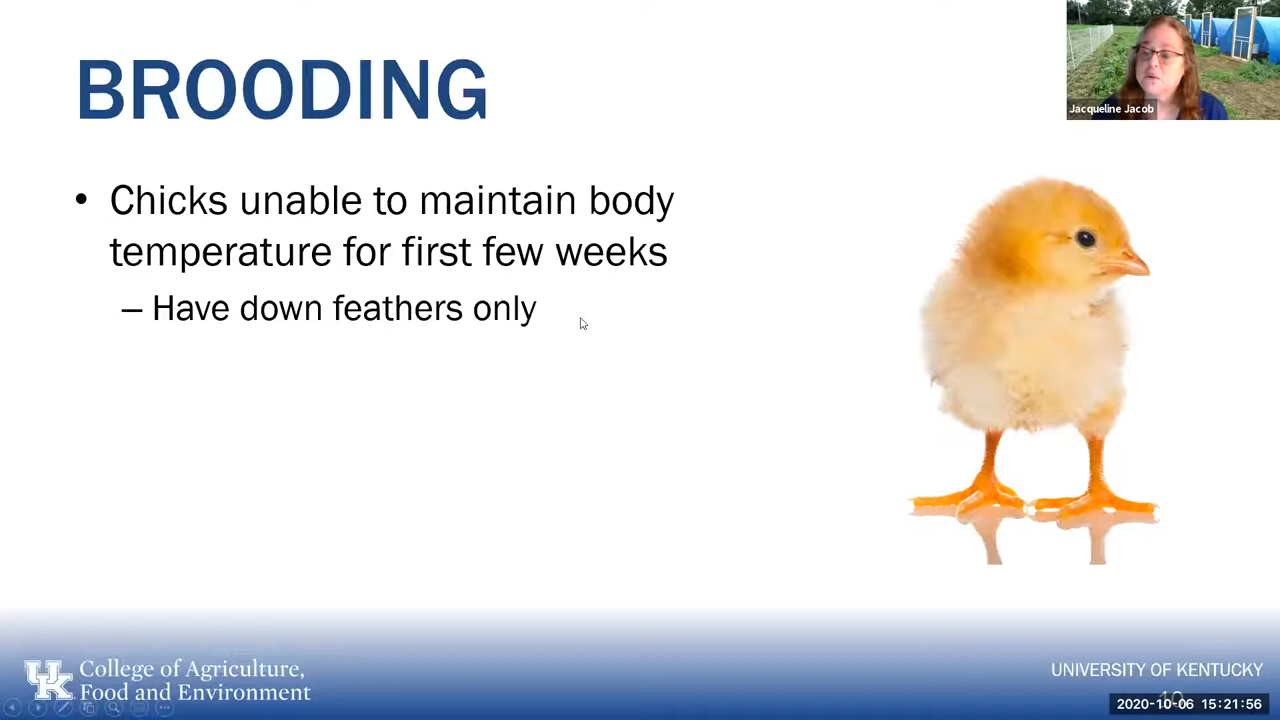 BROODING
Jacqueline Jacob
• Chicks unable to maintain body
temperature for first few weeks
– Have down feathers only
UK
College of Agriculture,
Food and Environment
UNIVERSITY OF KENTUCKY
2020-10-06 15:21:56